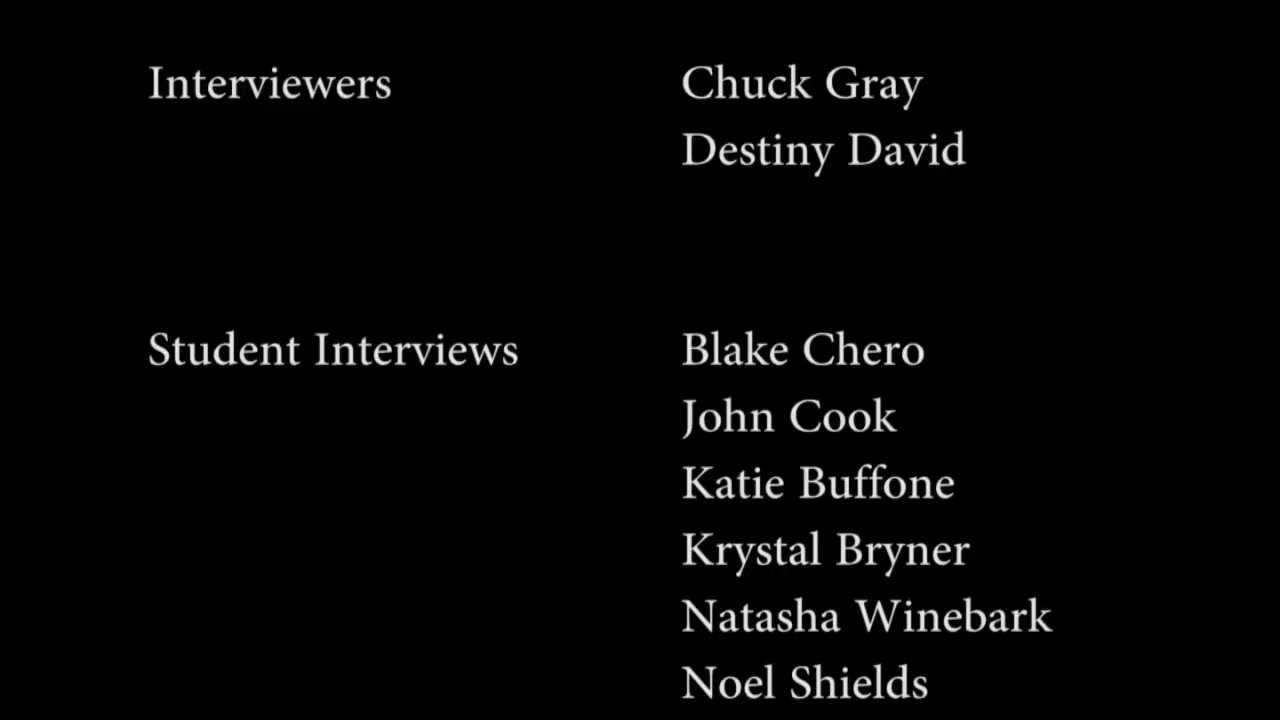 Interviewers Chuck Gray
Destiny David
Student Interviews Blake Chero
John Cook
Katie Buffone
Krystal Bryner
Natasha Winebark
Noel Shields